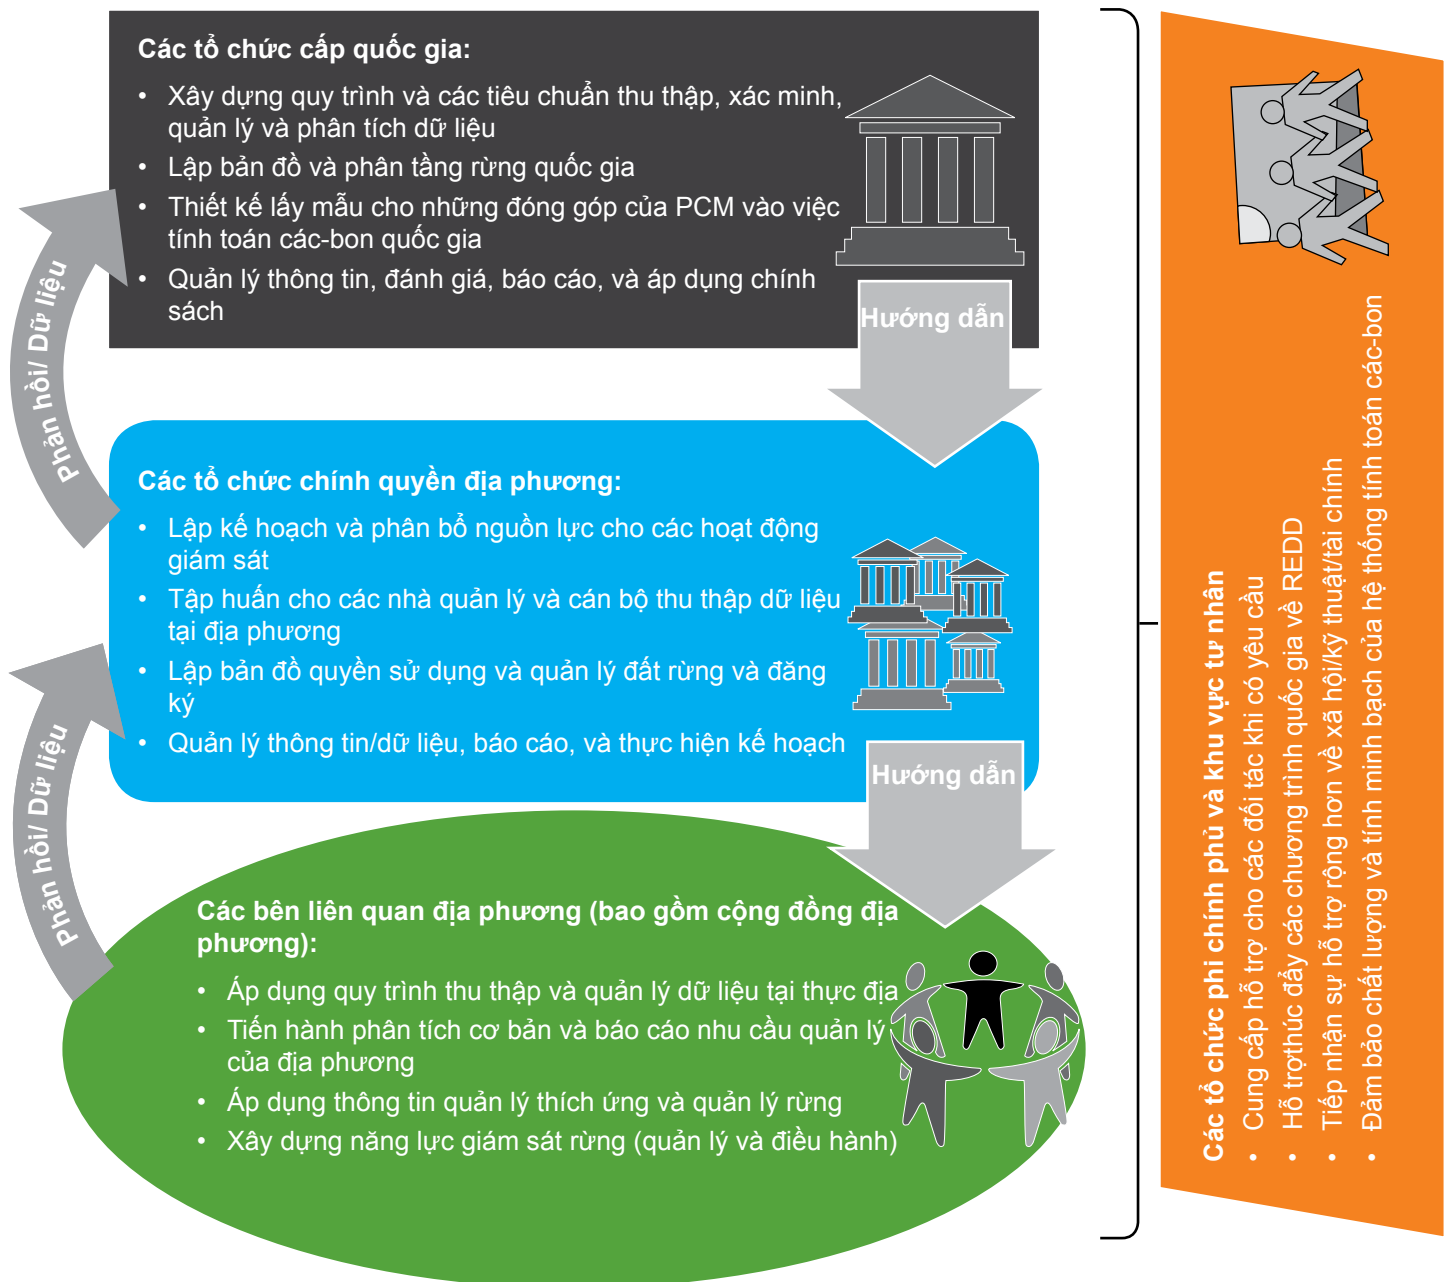 Các tổ chức cấp quốc gia:
• Xây dựng quy trình và các tiêu chuẩn thu thập, xác minh,
quản lý và phân tích dữ liệu
• Lập bản đồ và phân tầng rừng quốc gia
• Thiết kế lấy mẫu cho những đóng góp của PCM vào việc
tính toán các-bon quốc gia
• Quản lý thông tin, đánh giá, báo cáo, và áp dụng chính
sách
Hướng dẫn
Phản hồi/ Dữ liệu
Các tổ chức chính quyền địa phương:
• Lập kế hoạch và phân bổ nguồn lực cho các hoạt động
giám sát
• Tập huấn cho các nhà quản lý và cán bộ thu thập dữ liệu
tại địa phương
• Lập bản đồ quyền sử dụng và quản lý đất rừng và đăng
ký
• Quản lý thông tin/dữ liệu, báo cáo, và thực hiện kế hoạch
Hướng dẫn
Phản hồi/ Dữ liệu
Các bên liên quan địa phương (bao gồm cộng đồng địa
phương):
• Áp dụng quy trình thu thập và quản lý dữ liệu tại thực địa
• Tiến hành phân tích cơ bản và báo cáo nhu cầu quản lý
của địa phương
• Áp dụng thông tin quản lý thích ứng và quản lý rừng
• Xây dựng năng lực giám sát rừng (quản lý và điều hành)
Các tổ chức phi chính phủ và khu vực tư nhân
• Cung cấp hỗ trợ cho các đối tác khi có yêu cầu
• Hỗ trợthúc đẩy các chương trình quốc gia về REDD
• Tiếp nhận sự hỗ trợ rộng hơn về xã hội/kỹ thuật/tài chính
• Đảm bảo chất lượng và tính minh bạch của hệ thống tính toán các-bon